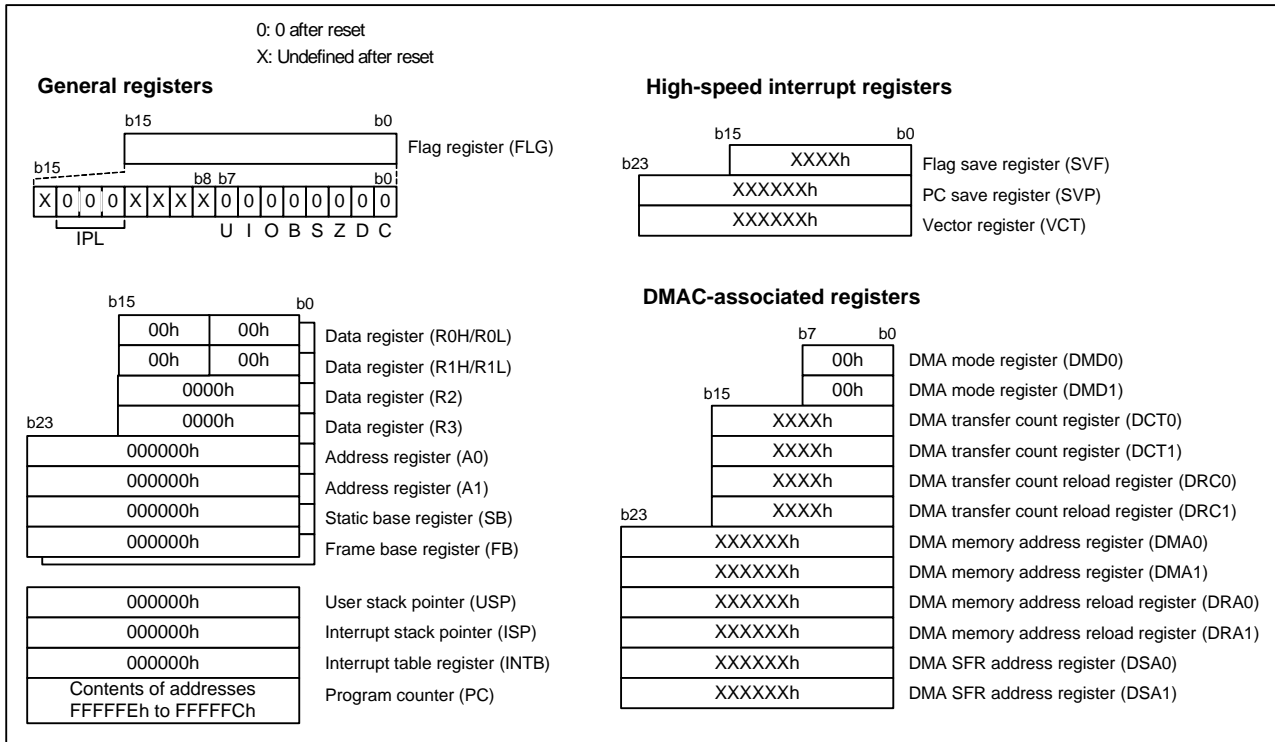 0: 0 after reset
X: Undefined after reset
General registers
b15 b0
Flag register (FLG)
b15 b8 b7 b0
X 0 0 0 X X X X 0 0 0 0 0 0 0 0
IPL U I O B S Z D C
b15 b0
00h 00h Data register (R0H/R0L)
00h 00h Data register (R1H/R1L)
0000h Data register (R2)
0000h Data register (R3)
b23
000000h Address register (A0)
000000h Address register (A1)
000000h Static base register (SB)
000000h Frame base register (FB)
000000h User stack pointer (USP)
000000h Interrupt stack pointer (ISP)
000000h Interrupt table register (INTB)
Contents of addresses
FFFFFEh to FFFFFCh
Program counter (PC)
High-speed interrupt registers
b15 b0
XXXXh Flag save register (SVF)
b23
XXXXXXh PC save register (SVP)
XXXXXXh Vector register (VCT)
DMAC-associated registers
b7 b0
00h DMA mode register (DMD0)
00h DMA mode register (DMD1)
b15
XXXXh DMA transfer count register (DCT0)
XXXXh DMA transfer count register (DCT1)
XXXXh DMA transfer count reload register (DRC0)
XXXXh DMA transfer count reload register (DRC1)
b23
XXXXXXh DMA memory address register (DMA0)
XXXXXXh DMA memory address register (DMA1)
XXXXXXh DMA memory address reload register (DRA0)
XXXXXXh DMA memory address reload register (DRA1)
XXXXXXh DMA SFR address register (DSA0)
XXXXXXh DMA SFR address register (DSA1)